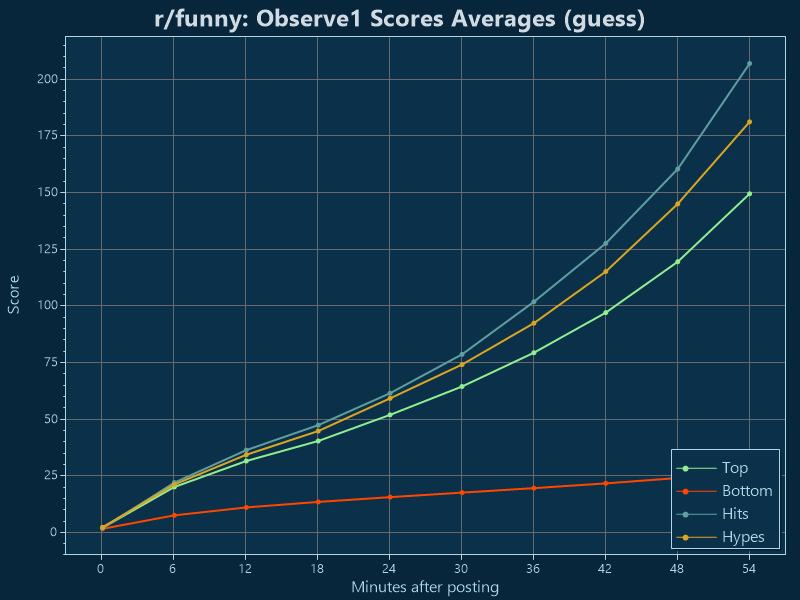 r/funny: Observe1 Scores Averages (guess)
200
175
150
125
100
75
50
25
0
Score
Top
Bottom
Hits
Hypes
0 6 12 18 24 30 36 42 48 54
Minutes after posting